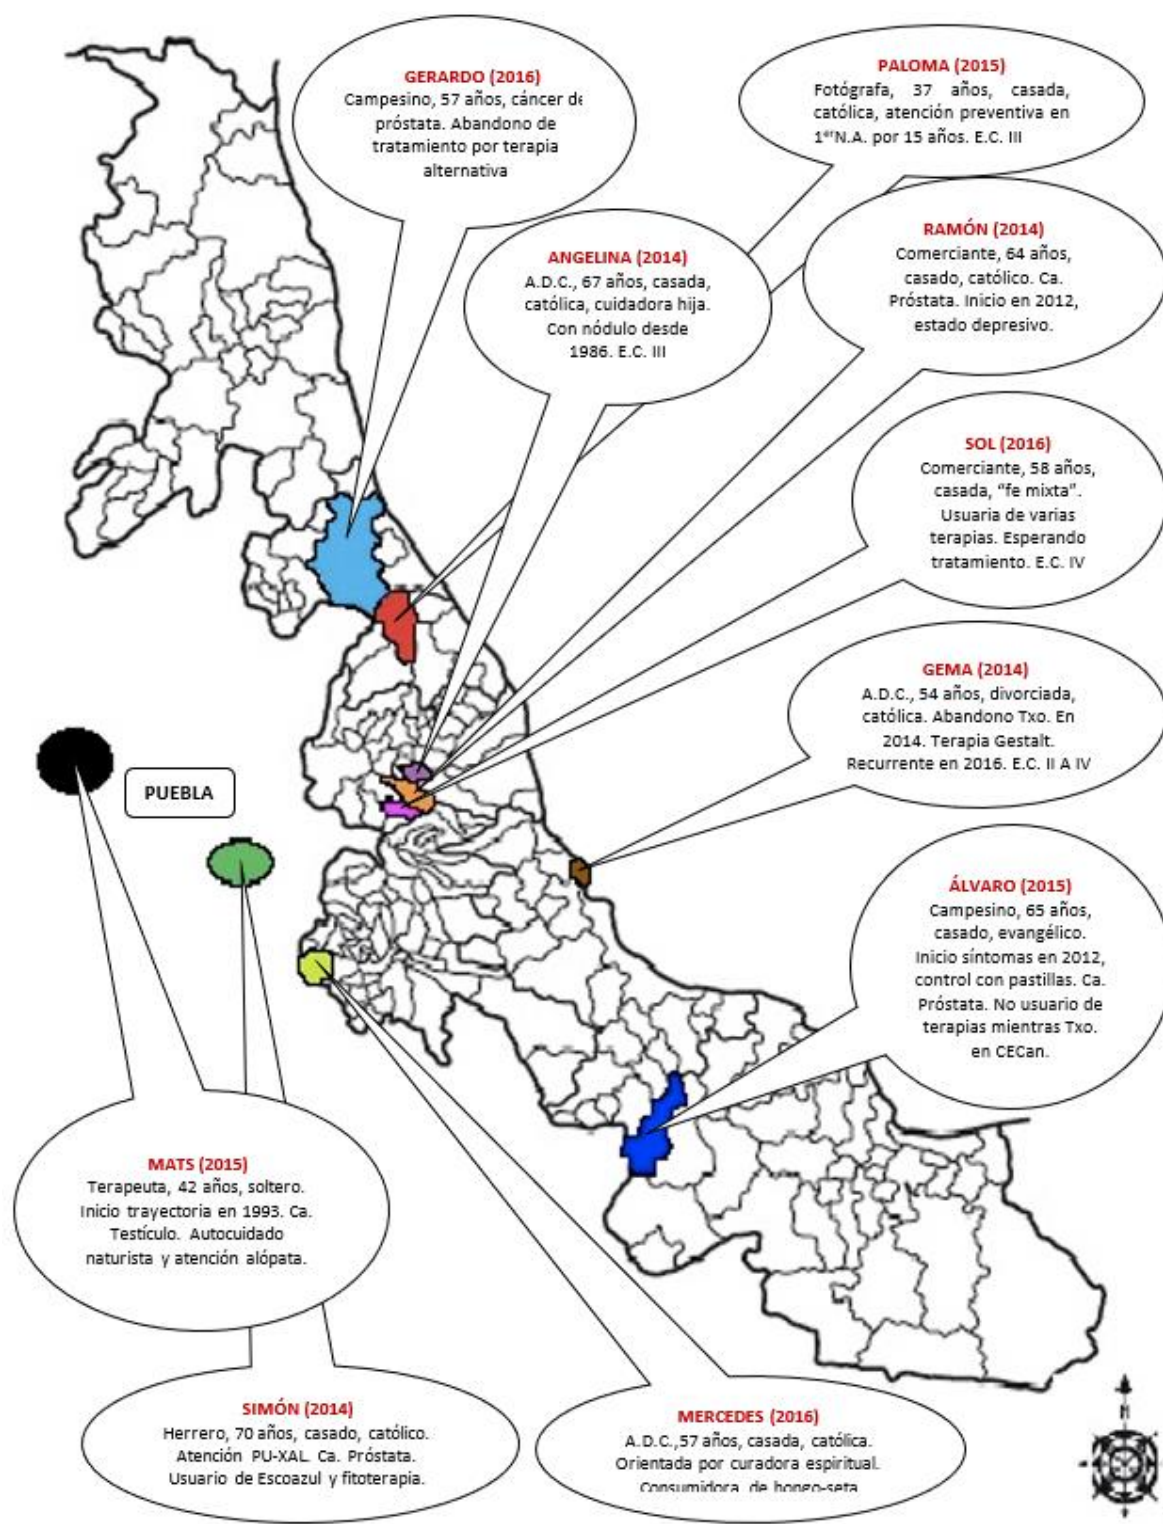 GERARDO (2016)
Campesino, 57 años, cáncer de
próstata. Abandono de
tratamiento por terapia
alternativa
PALOMA (2015)
Fotógrafa, 37 años, casada,
católica, atención preventiva en
1erN.A. por 15 años. E.C. III
ANGELINA (2014)
A.D.C., 67 años, casada,
católica, cuidadora hija.
Con nódulo desde
1986. E.C. III
RAMÓN (2014)
Comerciante, 64 años,
casado, católico. Ca.
Próstata. Inicio en 2012,
estado depresivo.
SOL (2016)
Comerciante, 58 años,
casada, “fe mixta”.
Usuaria de varias
terapias. Esperando
tratamiento. E.C. IV
GEMA (2014)
A.D.C., 54 años, divorciada,
católica. Abandono Txo. En
2014. Terapia Gestalt.
Recurrente en 2016. E.C. II A IV
PUEBLA
ÁLVARO (2015)
Campesino, 65 años,
casado, evangélico.
Inicio síntomas en 2012,
control con pastillas. Ca.
Próstata. No usuario de
terapias mientras Txo.
en CECan.
MATS (2015)
Terapeuta, 42 años, soltero.
Inicio trayectoria en 1993. Ca.
Testículo. Autocuidado
naturista y atención alópata.
SIMÓN (2014)
Herrero, 70 años, casado, católico.
Atención PU-XAL. Ca. Próstata.
Usuario de Escoazul y fitoterapia.
MERCEDES (2016)
A.D.C.,57 años, casada, católica.
Orientada por curadora espiritual.
Consumidora de hongo-seta
N